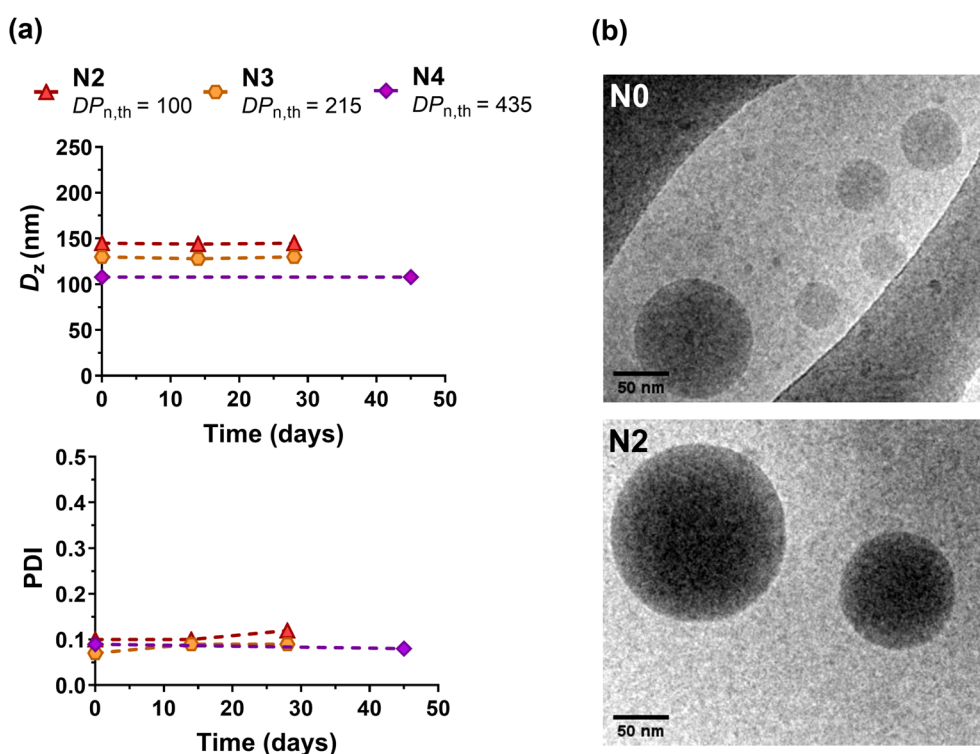 (a)
N2 N3 N4
DPn,th = 100 DPn,th = 215 DPn,th = 435
250
200
150
100
50
0
Dz (nm)
0 10 20 30 40 50
Time (days)
0.5
0.4
0.3
0.2
0.1
0.0
PDI
0 10 20 30 40 50
Time (days)
(b)
N0
50 nm
N2
50 nm